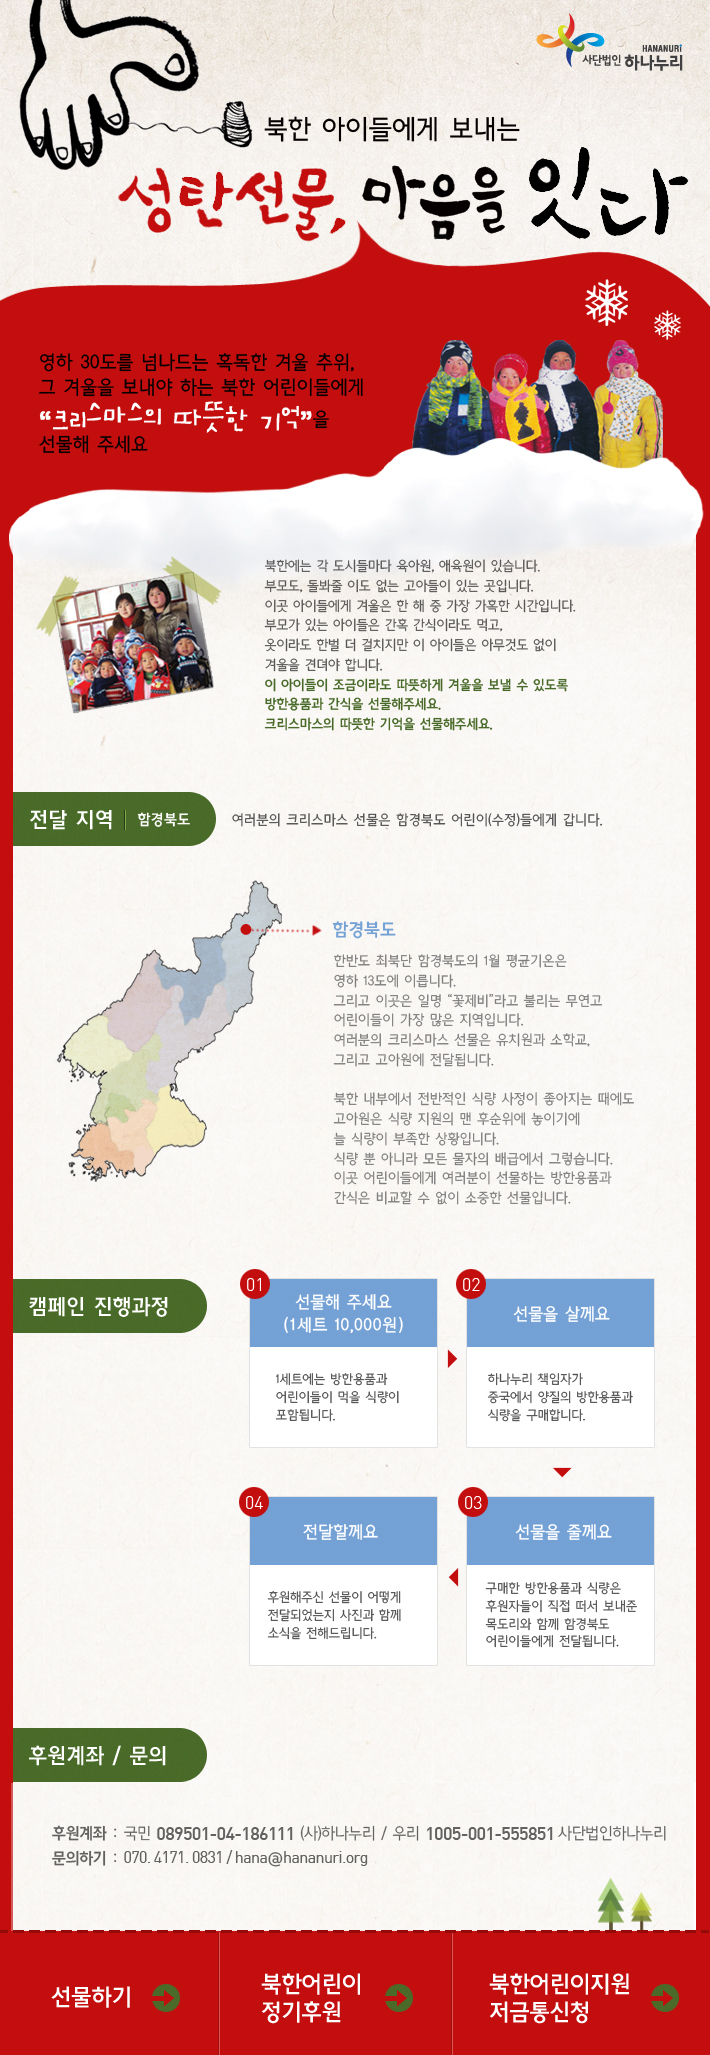 HANANURI
사단법인 하나누리
북한 아이들에게 보내는
성탄선물, 마음을 잇다
영하 30도를 넘나드는 혹독한 겨울 추위,
그 겨울을 보내야 하는 북한 어린이들에게
“크리스마스의 따뜻한 기억”을
선물해 주세요
북한에는 각 도시들마다 육아원, 애육원이 있습니다.
부모도, 돌봐줄 이도 없는 고아들이 있는 곳입니다.
이곳 아이들에게 겨울은 한 해 중 가장 가혹한 시간입니다.
부모가 있는 아이들은 간혹 간식이라도 먹고,
옷이라도 한벌 더 걸치지만 이 아이들은 아무것도 없이
겨울을 견뎌야 합니다.
이 아이들이 조금이라도 따뜻하게 겨울을 보낼 수 있도록
방한용품과 간식을 선물해주세요.
크리스마스의 따뜻한 기억을 선물해주세요.
전달 지역 | 함경북도
여러분의 크리스마스 선물은 함경북도 어린이(수정)들에게 갑니다.
함경북도
한반도 최북단 함경북도의 1월 평균기온은
영하 13도에 이릅니다.
그리고 이곳은 일명 “꽃제비”라고 불리는 무연고
어린이들이 가장 많은 지역입니다.
여러분의 크리스마스 선물은 유치원과 소학교,
그리고 고아원에 전달됩니다.
북한 내부에서 전반적인 식량 사정이 좋아지는 때에도
고아원은 식량 지원의 맨 후순위에 놓이기에
늘 식량이 부족한 상황입니다.
식량 뿐 아니라 모든 물자의 배급에서 그렇습니다.
이곳 어린이들에게 여러분이 선물하는 방한용품과
간식은 비교할 수 없이 소중한 선물입니다.
캠페인 진행과정
01
선물해 주세요
(1세트 10,000원)
1세트에는 방한용품과
어린이들이 먹을 식량이
포함됩니다.
02
선물을 살께요
하나누리 책임자가
중국에서 양질의 방한용품과
식량을 구매합니다.
03
선물을 줄께요
구매한 방한용품과 식량은
후원자들이 직접 떠서 보내준
목도리와 함께 함경북도
어린이들에게 전달됩니다.
04
전달할께요
후원해주신 선물이 어떻게
전달되었는지 사진과 함께
소식을 전해드립니다.
후원계좌 / 문의
후원계좌 : 국민 089501-04-186111 (사)하나누리 / 우리 1005-001-555851 사단법인하나누리
문의하기 : 070. 4171. 0831 / hana@hananuri.org
선물하기
북한어린이
정기후원
북한어린이지원
저금통신청